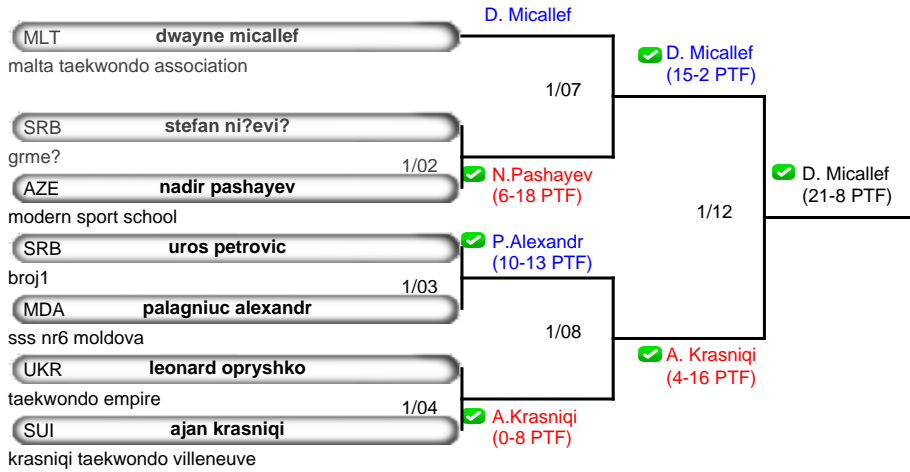 D. Micallef
MLT dwayne micallef
malta taekwondo association
D. Micallef
(15-2 PTF)
1/07
SRB stefan ni?evi?
grme?
1/02
AZE nadir pashayev
modern sport school
N.Pashayev
(6-18 PTF)
D. Micallef
(21-8 PTF)
1/12
SRB uros petrovic
broj1
P.Alexandr
(10-13 PTF)
1/03
MDA palagniuc alexandr
sss nr6 moldova
1/08
UKR leonard opryshko
taekwondo empire
A. Krasniqi
(4-16 PTF)
1/04
SUI ajan krasniqi
krasniqi taekwondo villeneuve
A.Krasniqi
(0-8 PTF)